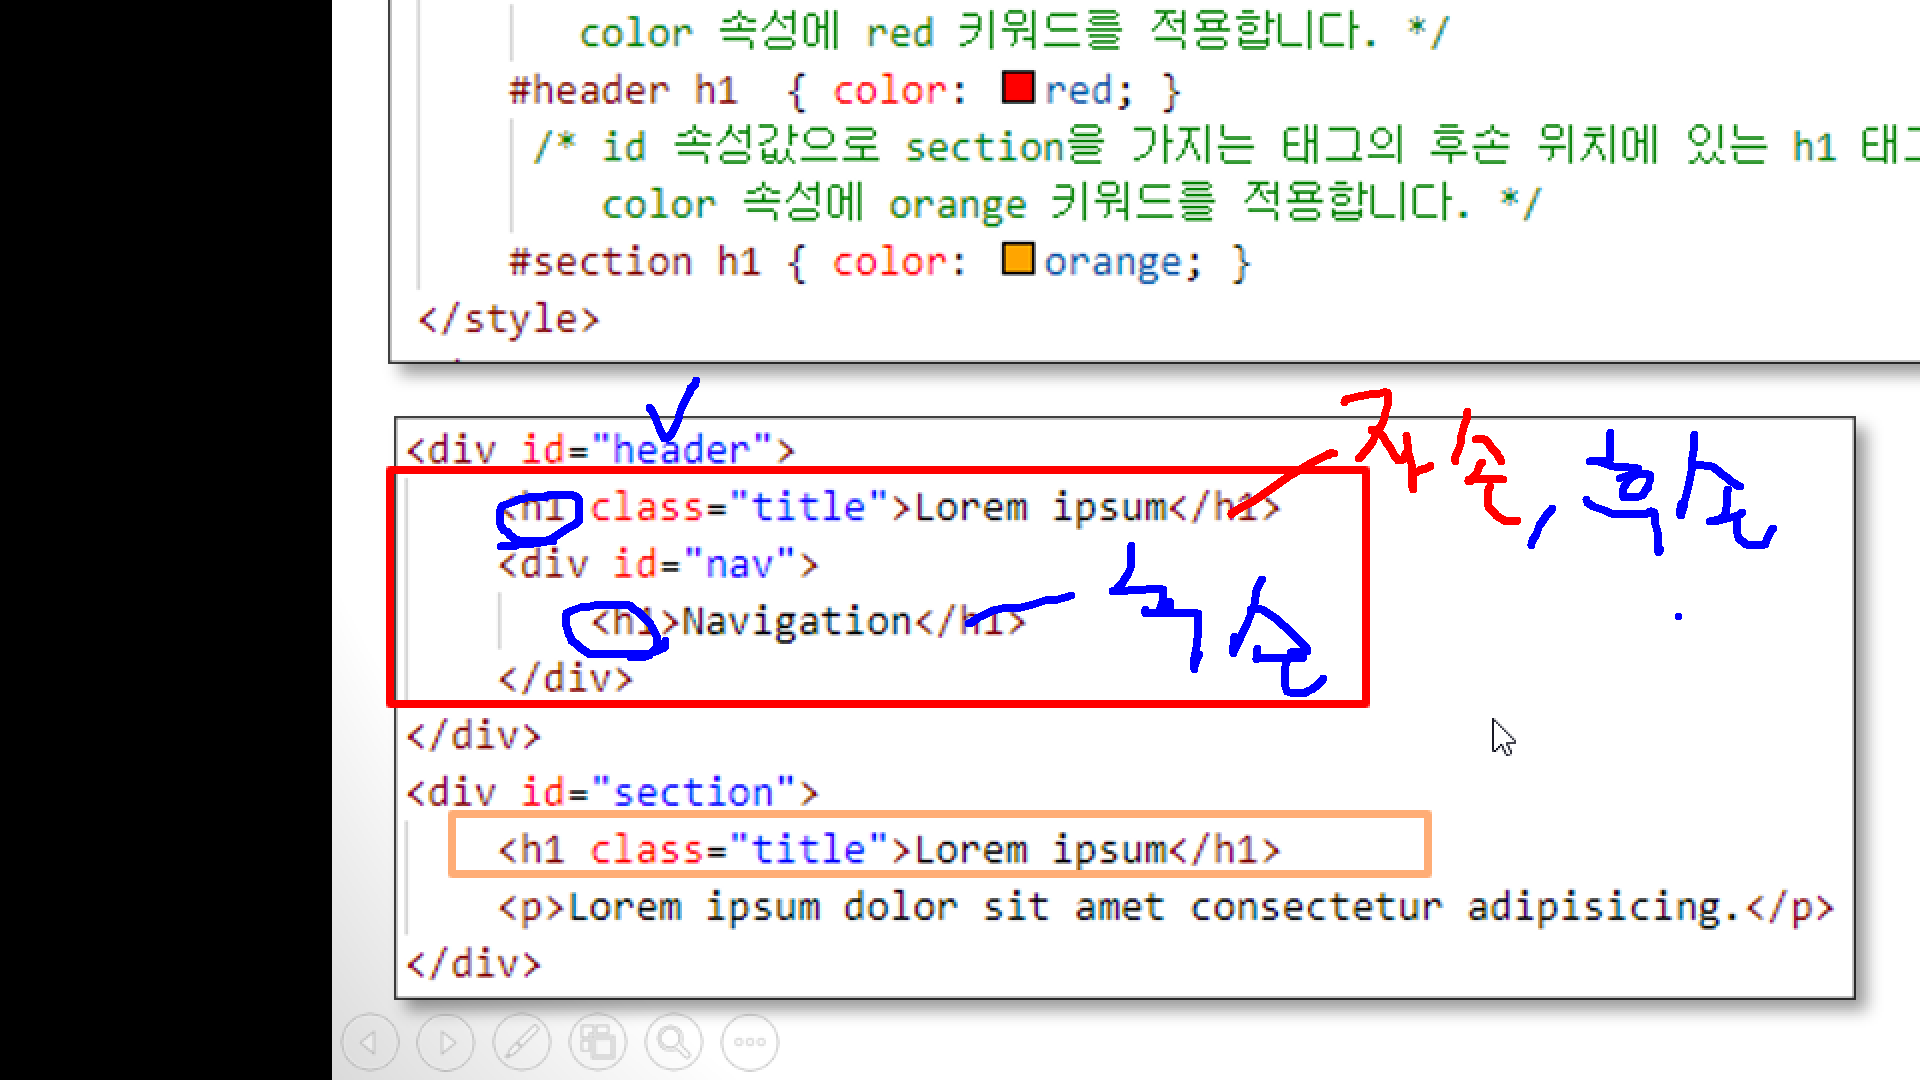 color 속성에 red 키워드를 적용합니다. */
#header h1  { color: red; }
/* id 속성값으로 section을 가지는 태그의 후손 위치에 있는 h1 태그
color 속성에 orange 키워드를 적용합니다. */
#section h1 { color: orange; }
</style>
<div id="header">
자손, 후손
<h1 class="title">Lorem ipsum</h1>
<div id="nav">
<h1>Navigation</h1>
후손
</div>
</div>
<div id="section">
<h1 class="title">Lorem ipsum</h1>
<p>Lorem ipsum dolor sit amet consectetur adipisicing.</p>
</div>